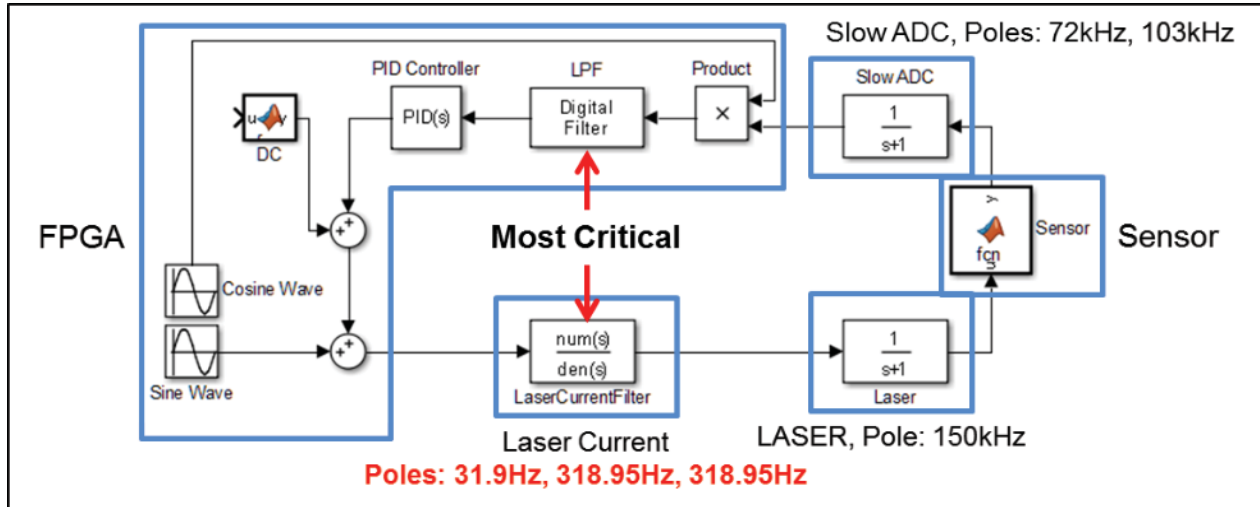 Slow ADC, Poles: 72kHz, 103kHz
PID Controller
LPF
Product
Slow ADC
u
y
DC
PID(s)
Digital
Filter
×
1
s+1
FPGA
Most Critical
y
fcn
u
Sensor
Sensor
Cosine Wave
Sine Wave
num(s)
den(s)
LaserCurrentFilter
1
s+1
Laser
Laser Current
LASER, Pole: 150kHz
Poles: 31.9Hz, 318.95Hz, 318.95Hz